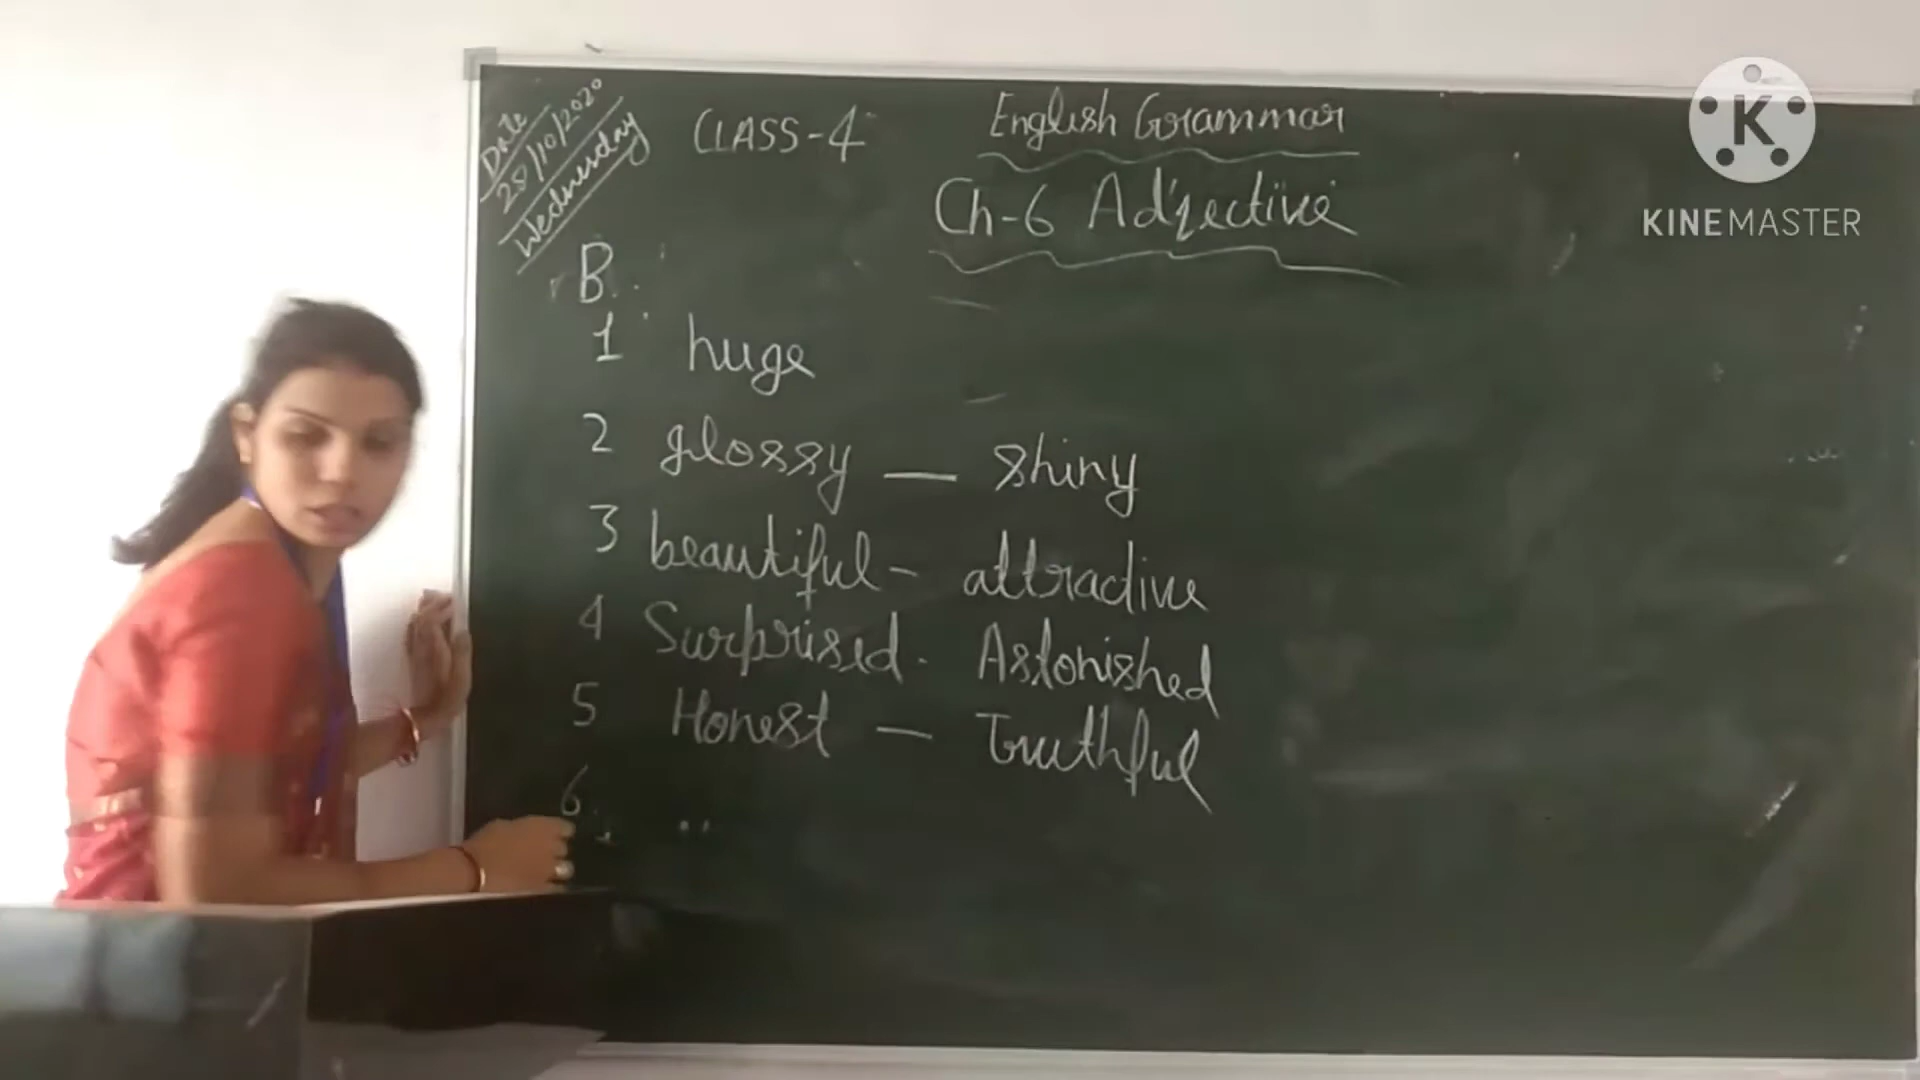 Date
28/10/2020
Wednesday
CLASS-4
English Grammar
Ch-6 Adjective
B.
1 huge
2 glossy — shiny
3 beautiful - attractive
4 Surprised - Astonished
5 Honest — Truthful
6
K
KINEMASTER